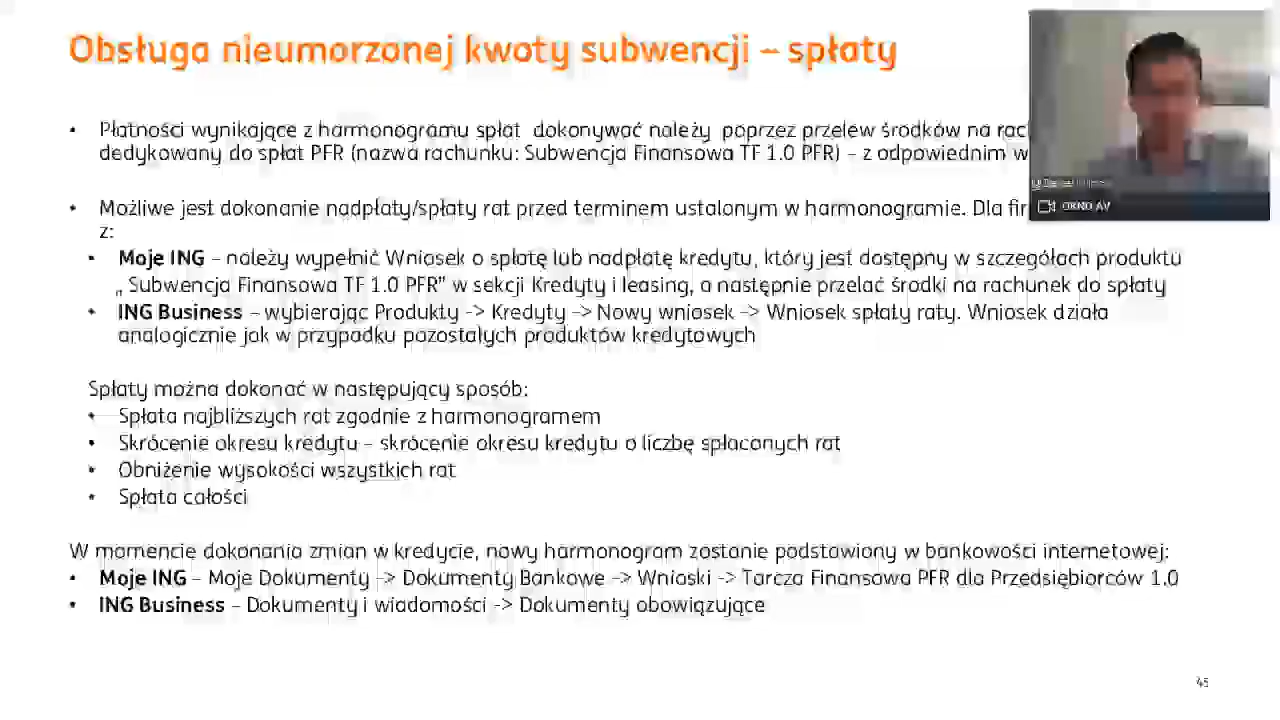 Obsługa nieumorzonej kwoty subwencji – spłaty
• Płatności wynikające z harmonogramu spłat dokonywać należy poprzez przelew środków na
dedykowany do spłat PFR (nazwa rachunku: Subwencja Finansowa TF 1.0 PFR) – z odpowiednim
• Możliwe jest dokonanie nadpłaty/spłaty rat przed terminem ustalonym w harmonogramie. Dla
z:
• Moje ING – należy wypełnić Wniosek o spłatę lub nadpłatę kredytu, który jest dostępny w szczegółach produktu
„ Subwencja Finansowa TF 1.0 PFR” w sekcji Kredyty i leasing, a następnie przelać środki na rachunek do spłaty
• ING Business – wybierając Produkty -> Kredyty -> Nowy wniosek -> Wniosek spłaty raty. Wniosek działa
analogicznie jak w przypadku pozostałych produktów kredytowych
Spłaty można dokonać w następujący sposób:
• Spłata najbliższych rat zgodnie z harmonogramem
• Skrócenie okresu kredytu – skrócenie okresu kredytu o liczbę spłaconych rat
• Obniżenie wysokości wszystkich rat
• Spłata całości
W momencie dokonania zmian w kredycie, nowy harmonogram zostanie podstawiony w bankowości internetowej:
• Moje ING – Moje Dokumenty -> Dokumenty Bankowe -> Wnioski -> Tarcza Finansowa PFR dla Przedsiębiorców 1.0
• ING Business – Dokumenty i wiadomości -> Dokumenty obowiązujące
OKNO AV
45